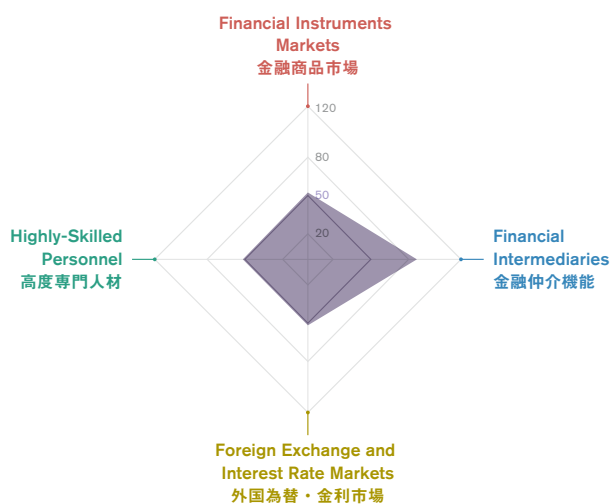 Financial Instruments
Markets
金融商品市場
120
80
50
20
Highly-Skilled
Personnel
高度専門人材
Financial
Intermediaries
金融仲介機能
Foreign Exchange and
Interest Rate Markets
外国為替・金利市場